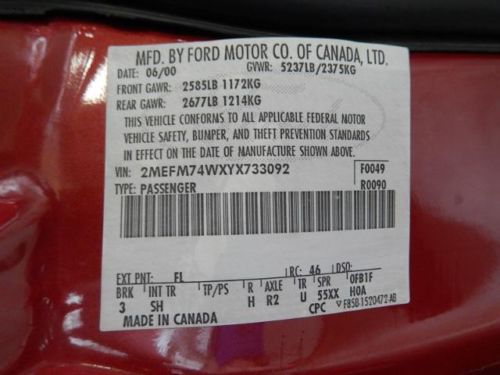 MFD. BY FORD MOTOR CO. OF CANADA, LTD.
DATE: 06/00 GVWR: 5237LB/2375KG
FRONT GAWR: 2585LB 1172KG
REAR GAWR: 2677LB 1214KG
THIS VEHICLE CONFORMS TO ALL APPLICABLE FEDERAL MOTOR
VEHICLE SAFETY, BUMPER, AND THEFT PREVENTION STANDARDS
IN EFFECT ON THE DATE OF MANUFACTURE SHOWN ABOVE.
VIN: 2MEFM74WXYX733092 F0049
TYPE: PASSENGER R0090
EXT PNT: FL RC: 46 DSO:
BRK INT TR TP/PS R AXLE TR SPR 0FB1F
3 SH H R2 U 55XX H0A
MADE IN CANADA CPC ▽F85B-1520472-AB